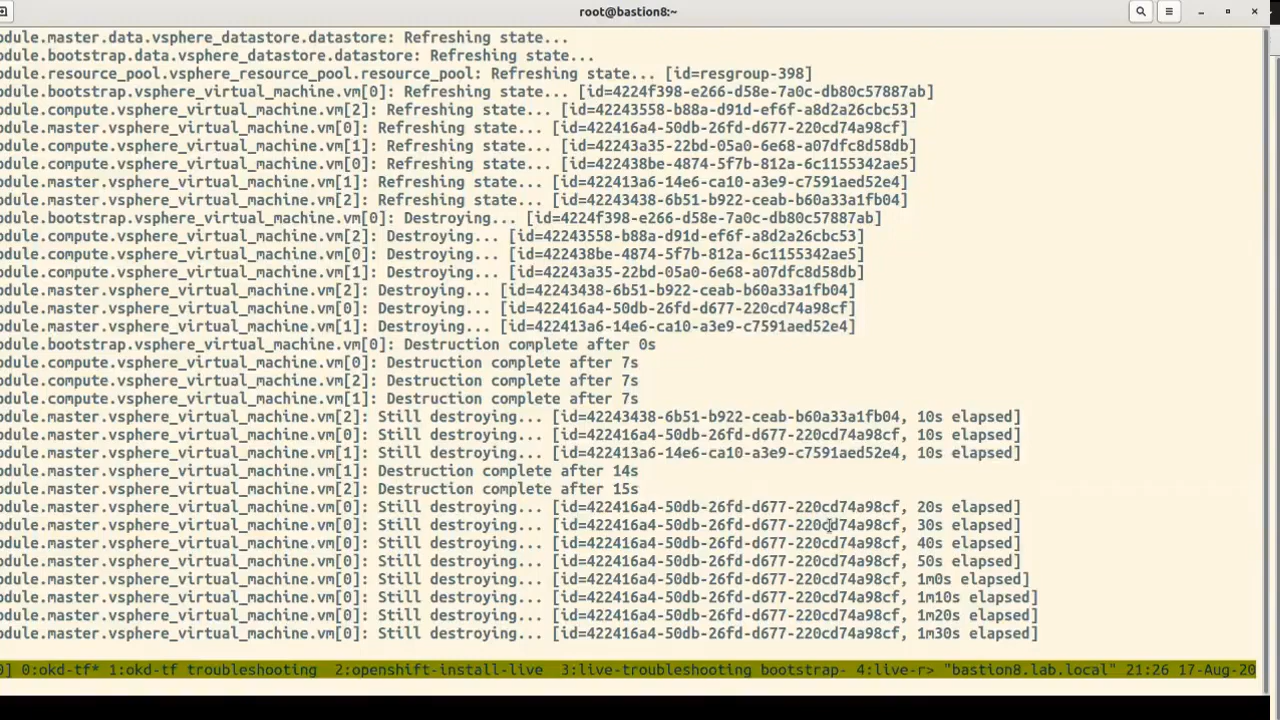 root@bastion8:~
odule.master.data.vsphere_datastore.datastore: Refreshing state...
odule.bootstrap.data.vsphere_datastore.datastore: Refreshing state...
odule.resource_pool.vsphere_resource_pool.resource_pool: Refreshing state... [id=resgroup-398]
odule.bootstrap.vsphere_virtual_machine.vm[0]: Refreshing state... [id=4224f398-e266-d58e-7a0c-db80c57887ab]
odule.compute.vsphere_virtual_machine.vm[2]: Refreshing state... [id=42243558-b88a-d91d-ef6f-a8d2a26cbc53]
odule.master.vsphere_virtual_machine.vm[0]: Refreshing state... [id=422416a4-50db-26fd-d677-220cd74a98cf]
odule.compute.vsphere_virtual_machine.vm[1]: Refreshing state... [id=42243a35-22bd-05a0-6e68-a07dfc8d58db]
odule.compute.vsphere_virtual_machine.vm[0]: Refreshing state... [id=422438be-4874-5f7b-812a-6c1155342ae5]
odule.master.vsphere_virtual_machine.vm[1]: Refreshing state... [id=422413a6-14e6-ca10-a3e9-c7591aed52e4]
odule.master.vsphere_virtual_machine.vm[2]: Refreshing state... [id=42243438-6b51-b922-ceab-b60a33a1fb04]
odule.bootstrap.vsphere_virtual_machine.vm[0]: Destroying... [id=4224f398-e266-d58e-7a0c-db80c57887ab]
odule.compute.vsphere_virtual_machine.vm[2]: Destroying... [id=42243558-b88a-d91d-ef6f-a8d2a26cbc53]
odule.compute.vsphere_virtual_machine.vm[0]: Destroying... [id=422438be-4874-5f7b-812a-6c1155342ae5]
odule.compute.vsphere_virtual_machine.vm[1]: Destroying... [id=42243a35-22bd-05a0-6e68-a07dfc8d58db]
odule.master.vsphere_virtual_machine.vm[2]: Destroying... [id=42243438-6b51-b922-ceab-b60a33a1fb04]
odule.master.vsphere_virtual_machine.vm[0]: Destroying... [id=422416a4-50db-26fd-d677-220cd74a98cf]
odule.master.vsphere_virtual_machine.vm[1]: Destroying... [id=422413a6-14e6-ca10-a3e9-c7591aed52e4]
odule.bootstrap.vsphere_virtual_machine.vm[0]: Destruction complete after 0s
odule.compute.vsphere_virtual_machine.vm[0]: Destruction complete after 7s
odule.compute.vsphere_virtual_machine.vm[2]: Destruction complete after 7s
odule.compute.vsphere_virtual_machine.vm[1]: Destruction complete after 7s
odule.master.vsphere_virtual_machine.vm[2]: Still destroying... [id=42243438-6b51-b922-ceab-b60a33a1fb04, 10s elapsed]
odule.master.vsphere_virtual_machine.vm[0]: Still destroying... [id=422416a4-50db-26fd-d677-220cd74a98cf, 10s elapsed]
odule.master.vsphere_virtual_machine.vm[1]: Still destroying... [id=422413a6-14e6-ca10-a3e9-c7591aed52e4, 10s elapsed]
odule.master.vsphere_virtual_machine.vm[1]: Destruction complete after 14s
odule.master.vsphere_virtual_machine.vm[2]: Destruction complete after 15s
odule.master.vsphere_virtual_machine.vm[0]: Still destroying... [id=422416a4-50db-26fd-d677-220cd74a98cf, 20s elapsed]
odule.master.vsphere_virtual_machine.vm[0]: Still destroying... [id=422416a4-50db-26fd-d677-220cd74a98cf, 30s elapsed]
odule.master.vsphere_virtual_machine.vm[0]: Still destroying... [id=422416a4-50db-26fd-d677-220cd74a98cf, 40s elapsed]
odule.master.vsphere_virtual_machine.vm[0]: Still destroying... [id=422416a4-50db-26fd-d677-220cd74a98cf, 50s elapsed]
odule.master.vsphere_virtual_machine.vm[0]: Still destroying... [id=422416a4-50db-26fd-d677-220cd74a98cf, 1m0s elapsed]
odule.master.vsphere_virtual_machine.vm[0]: Still destroying... [id=422416a4-50db-26fd-d677-220cd74a98cf, 1m10s elapsed]
odule.master.vsphere_virtual_machine.vm[0]: Still destroying... [id=422416a4-50db-26fd-d677-220cd74a98cf, 1m20s elapsed]
odule.master.vsphere_virtual_machine.vm[0]: Still destroying... [id=422416a4-50db-26fd-d677-220cd74a98cf, 1m30s elapsed]
0] 0:okd-tf* 1:okd-tf troubleshooting  2:openshift-install-live  3:live-troubleshooting bootstrap- 4:live-r> "bastion8.lab.local" 21:26 17-Aug-20